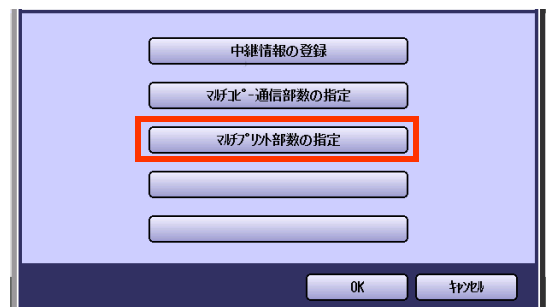 中継情報の登録
ﾏﾙﾁｺﾋﾟｰ通信部数の指定
ﾏﾙﾁﾌﾟﾘﾝﾄ部数の指定
OK
ｷｬﾝｾﾙ